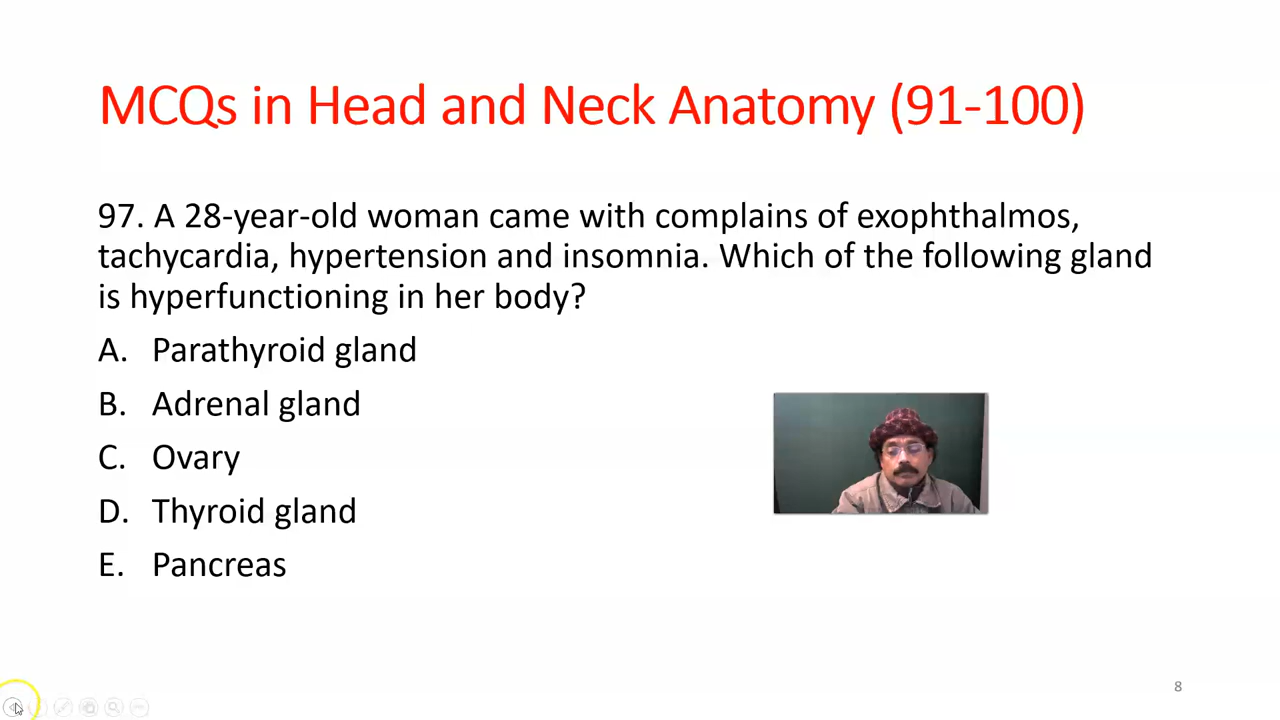 MCQs in Head and Neck Anatomy (91-100)
97. A 28-year-old woman came with complains of exophthalmos,
tachycardia, hypertension and insomnia. Which of the following gland
is hyperfunctioning in her body?
A. Parathyroid gland
B. Adrenal gland
C. Ovary
D. Thyroid gland
E. Pancreas
8